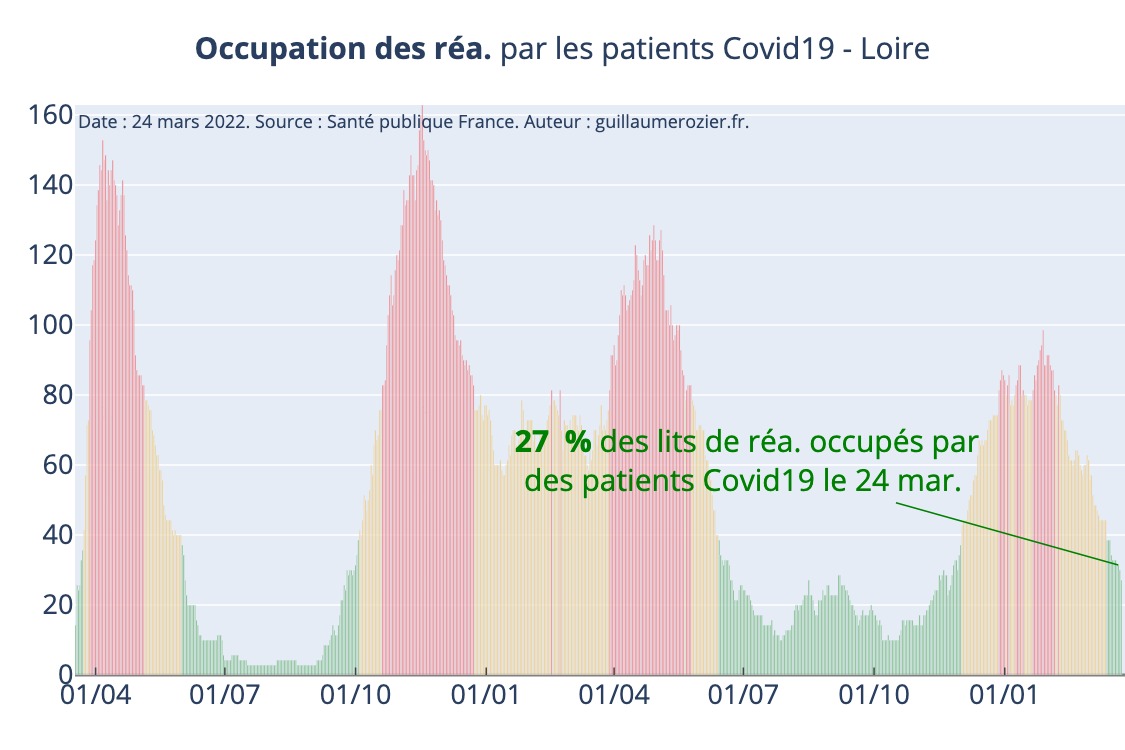 Occupation des réa. par les patients Covid19 - Loire
160
Date : 24 mars 2022. Source : Santé publique France. Auteur : guillaumerozier.fr.
140
120
100
80
27 % des lits de réa. occupés par
60
des patients Covid19 le 24 mar.
40
20
0
01/04 01/07 01/10 01/01 01/04 01/07 01/10 01/01